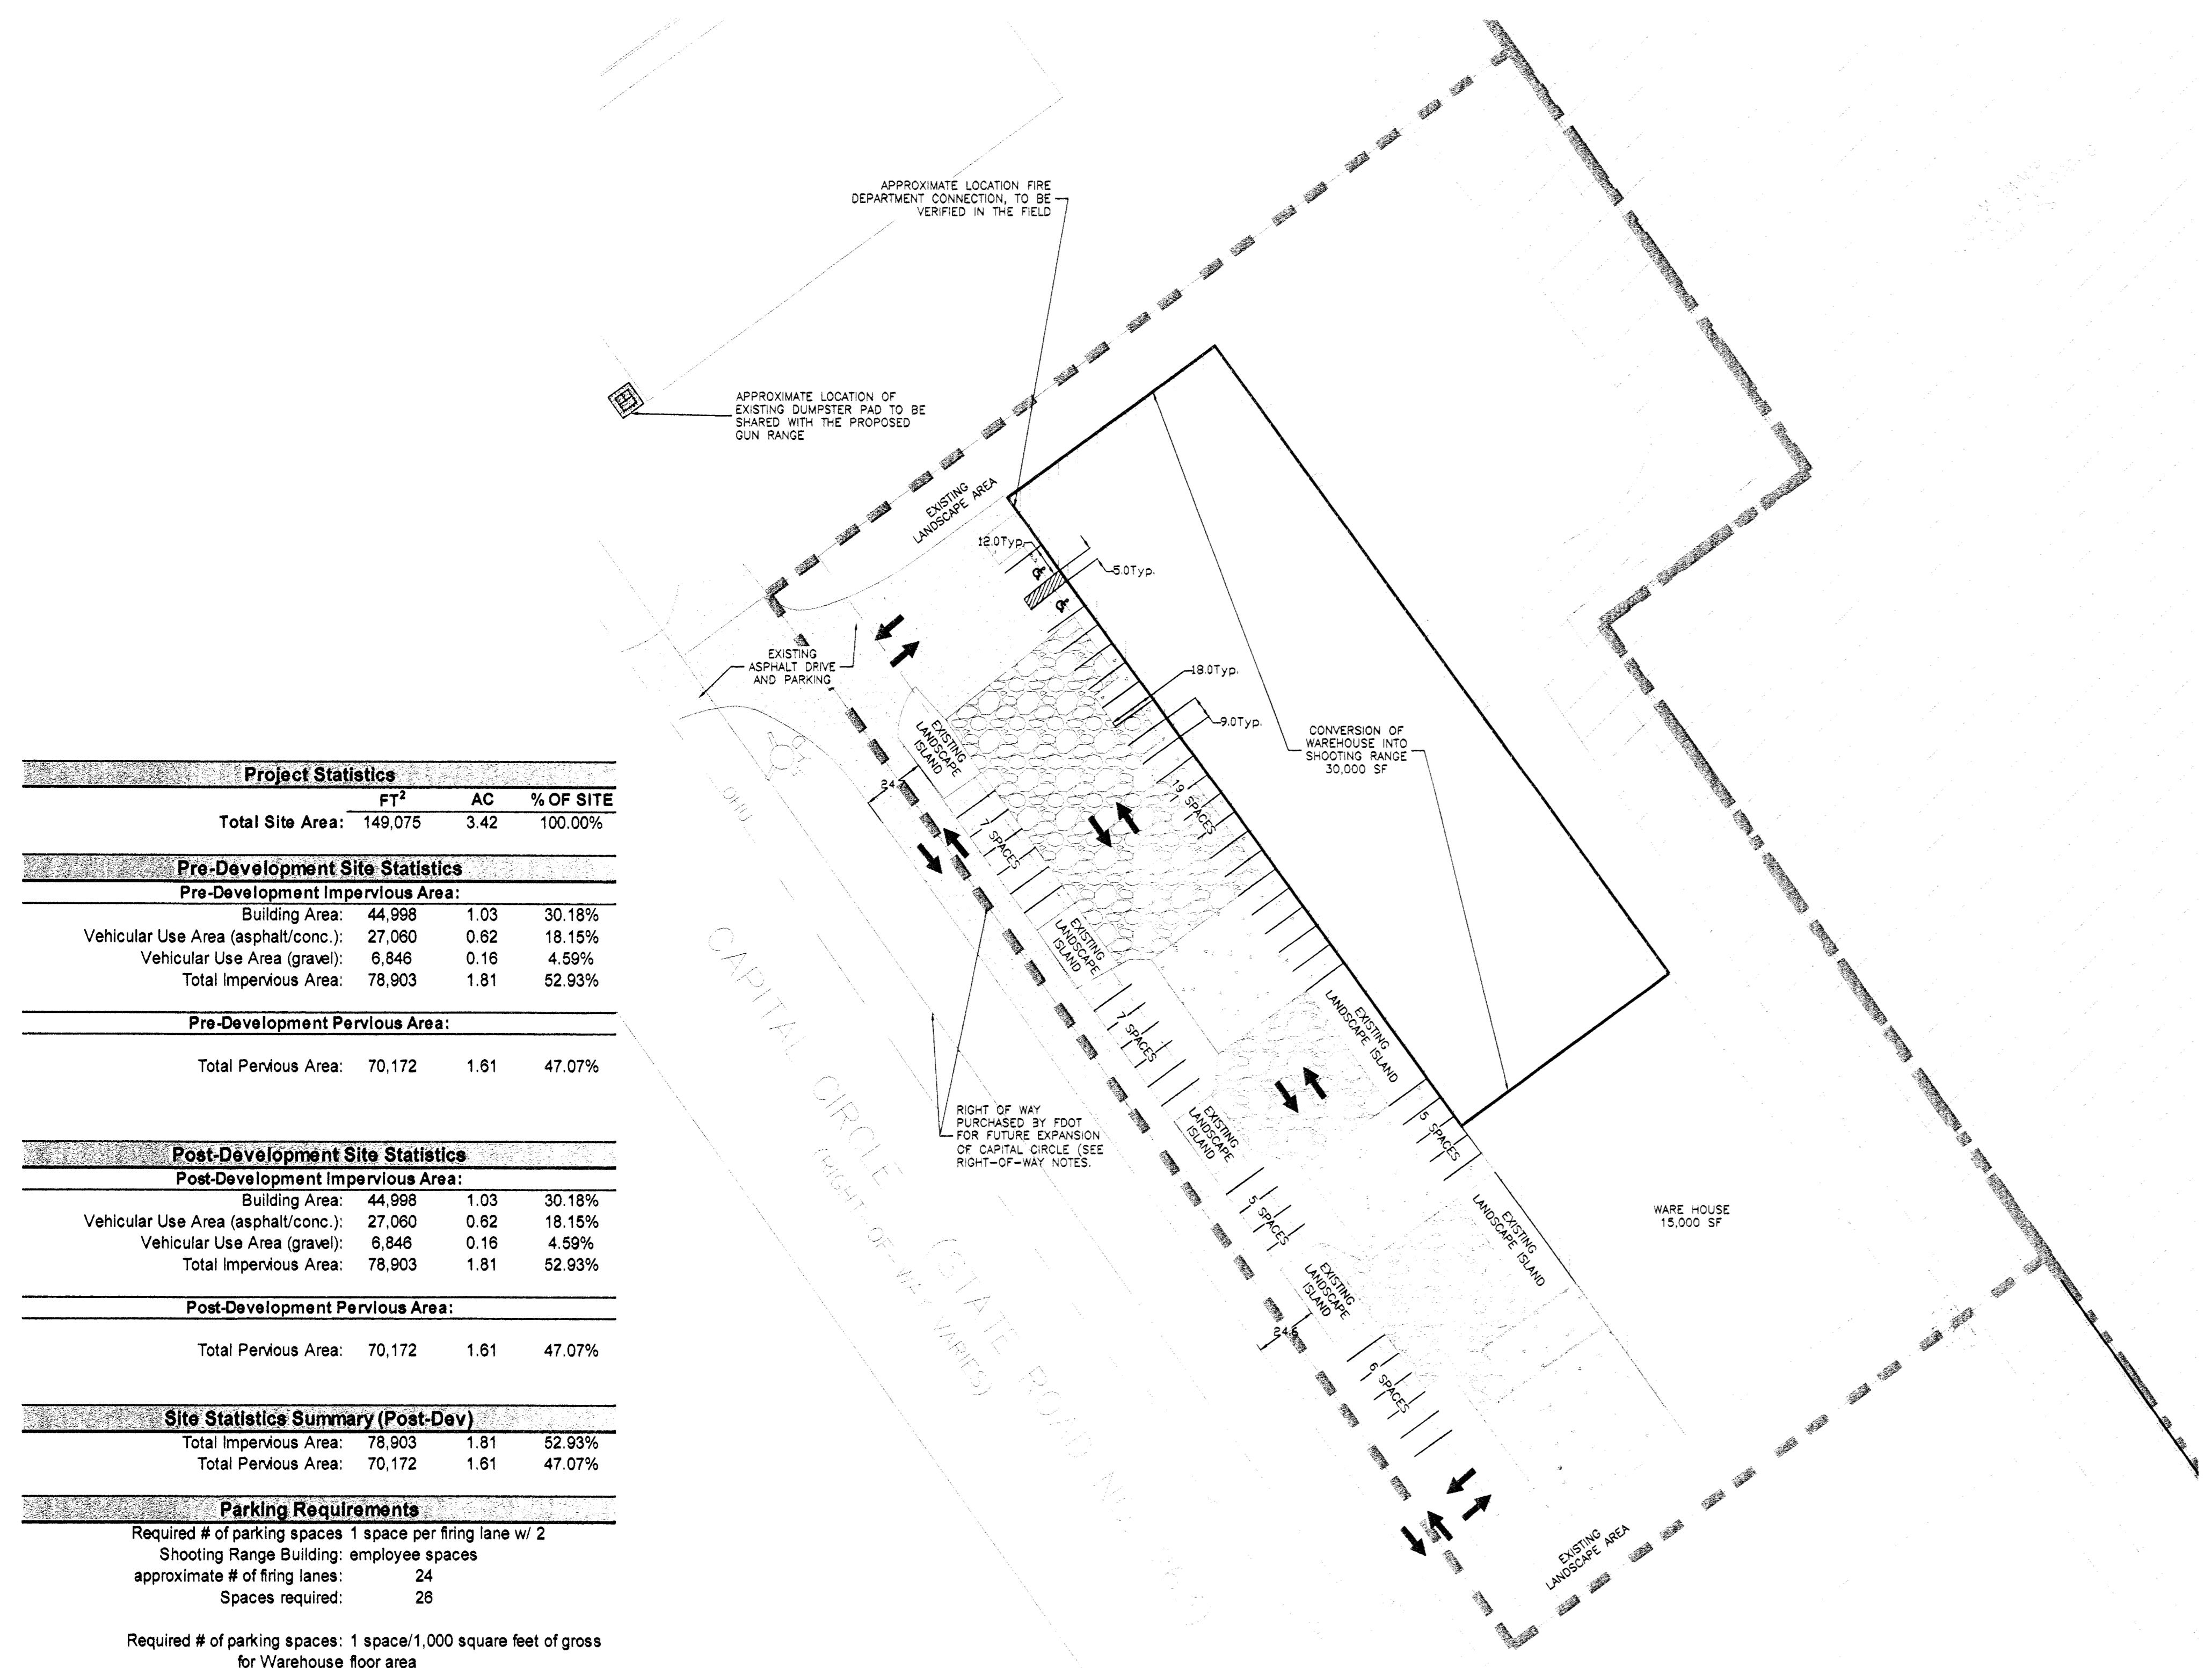 APPROXIMATE LOCATION FIRE
DEPARTMENT CONNECTION, TO BE
VERIFIED IN THE FIELD
APPROXIMATE LOCATION OF
EXISTING DUMPSTER PAD TO BE
SHARED WITH THE PROPOSED
GUN RANGE
EXISTING
LANDSCAPE AREA
12.0Typ.
5.0Typ.
EXISTING
ASPHALT DRIVE
AND PARKING
18.0Typ.
9.0Typ.
CONVERSION OF
WAREHOUSE INTO
SHOOTING RANGE
30,000 SF
EXISTING
LANDSCAPE
ISLAND
OHU
19 SPACES
7 SPACES
EXISTING
LANDSCAPE
ISLAND
7 SPACES
EXISTING
LANDSCAPE ISLAND
CAPITAL CIRCLE
(STATE ROAD
(RIGHT-OF-WAY VARIES)
RIGHT OF WAY
PURCHASED BY FDOT
FOR FUTURE EXPANSION
OF CAPITAL CIRCLE (SEE
RIGHT-OF-WAY NOTES.
EXISTING
LANDSCAPE
ISLAND
5 SPACES
5 SPACES
EXISTING
LANDSCAPE ISLAND
WARE HOUSE
15,000 SF
EXISTING
LANDSCAPE
ISLAND
24.6
6 SPACES
EXISTING
LANDSCAPE AREA
Project Statistics
FT² AC % OF SITE
Total Site Area: 149,075 3.42 100.00%
Pre-Development Site Statistics
Pre-Development Impervious Area:
Building Area: 44,998 1.03 30.18%
Vehicular Use Area (asphalt/conc.): 27,060 0.62 18.15%
Vehicular Use Area (gravel): 6,846 0.16 4.59%
Total Impervious Area: 78,903 1.81 52.93%
Pre-Development Pervious Area:
Total Pervious Area: 70,172 1.61 47.07%
Post-Development Site Statistics
Post-Development Impervious Area:
Building Area: 44,998 1.03 30.18%
Vehicular Use Area (asphalt/conc.): 27,060 0.62 18.15%
Vehicular Use Area (gravel): 6,846 0.16 4.59%
Total Impervious Area: 78,903 1.81 52.93%
Post-Development Pervious Area:
Total Pervious Area: 70,172 1.61 47.07%
Site Statistics Summary (Post-Dev)
Total Impervious Area: 78,903 1.81 52.93%
Total Pervious Area: 70,172 1.61 47.07%
Parking Requirements
Required # of parking spaces 1 space per firing lane w/ 2
Shooting Range Building: employee spaces
approximate # of firing lanes: 24
Spaces required: 26
Required # of parking spaces: 1 space/1,000 square feet of gross
for Warehouse floor area